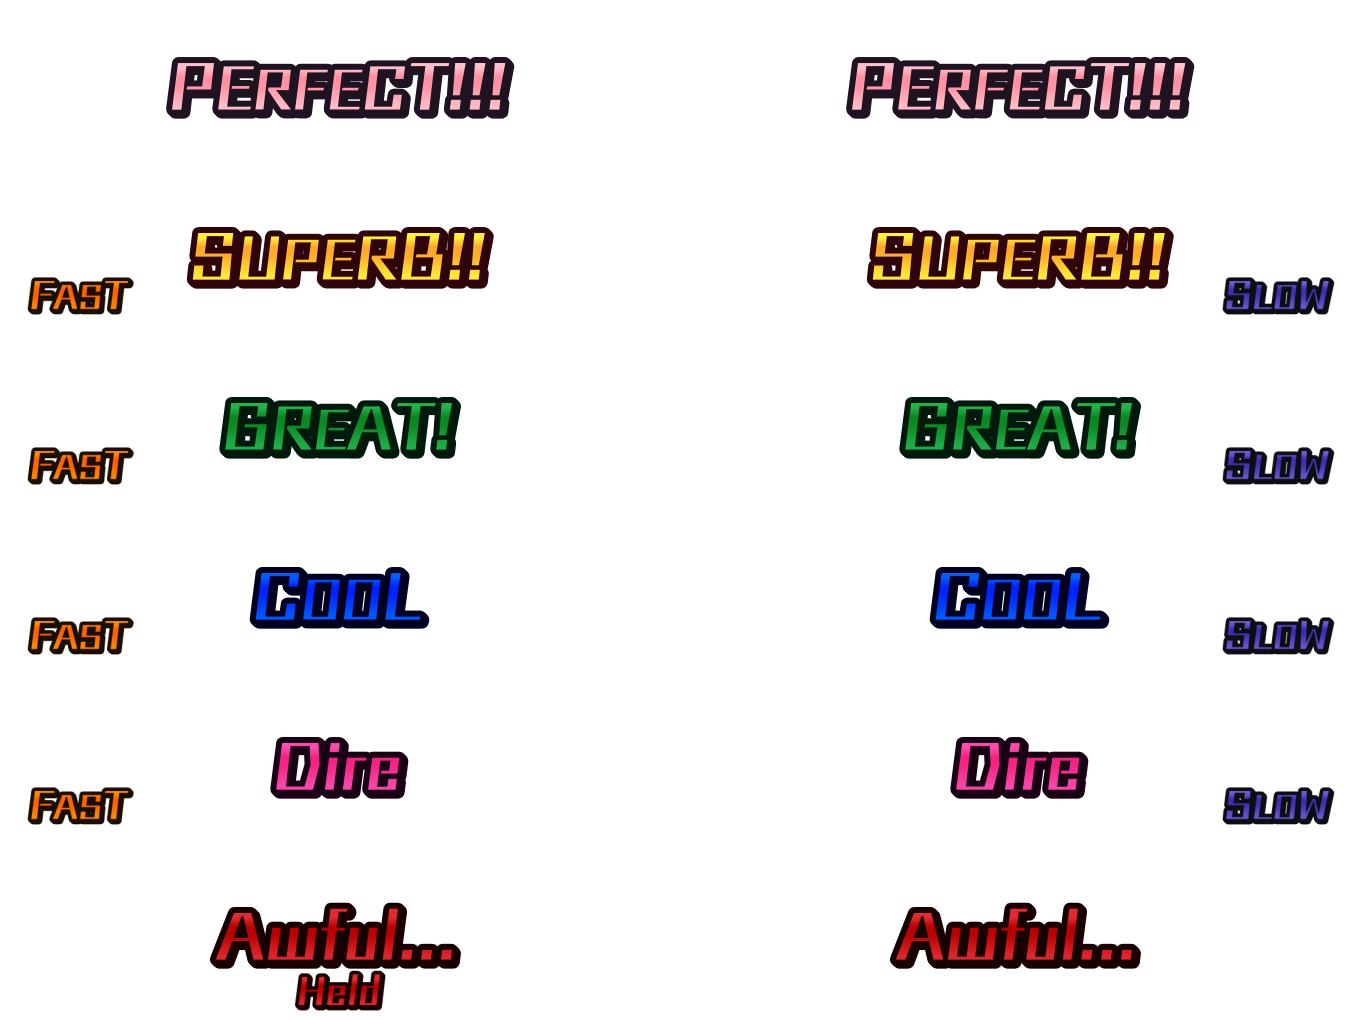 PERFECT!!! PERFECT!!!
SUPERB!! SUPERB!!
FAST SLOW
GREAT! GREAT!
FAST SLOW
COOL COOL
FAST SLOW
Dire Dire
FAST SLOW
Awful... Awful...
Held